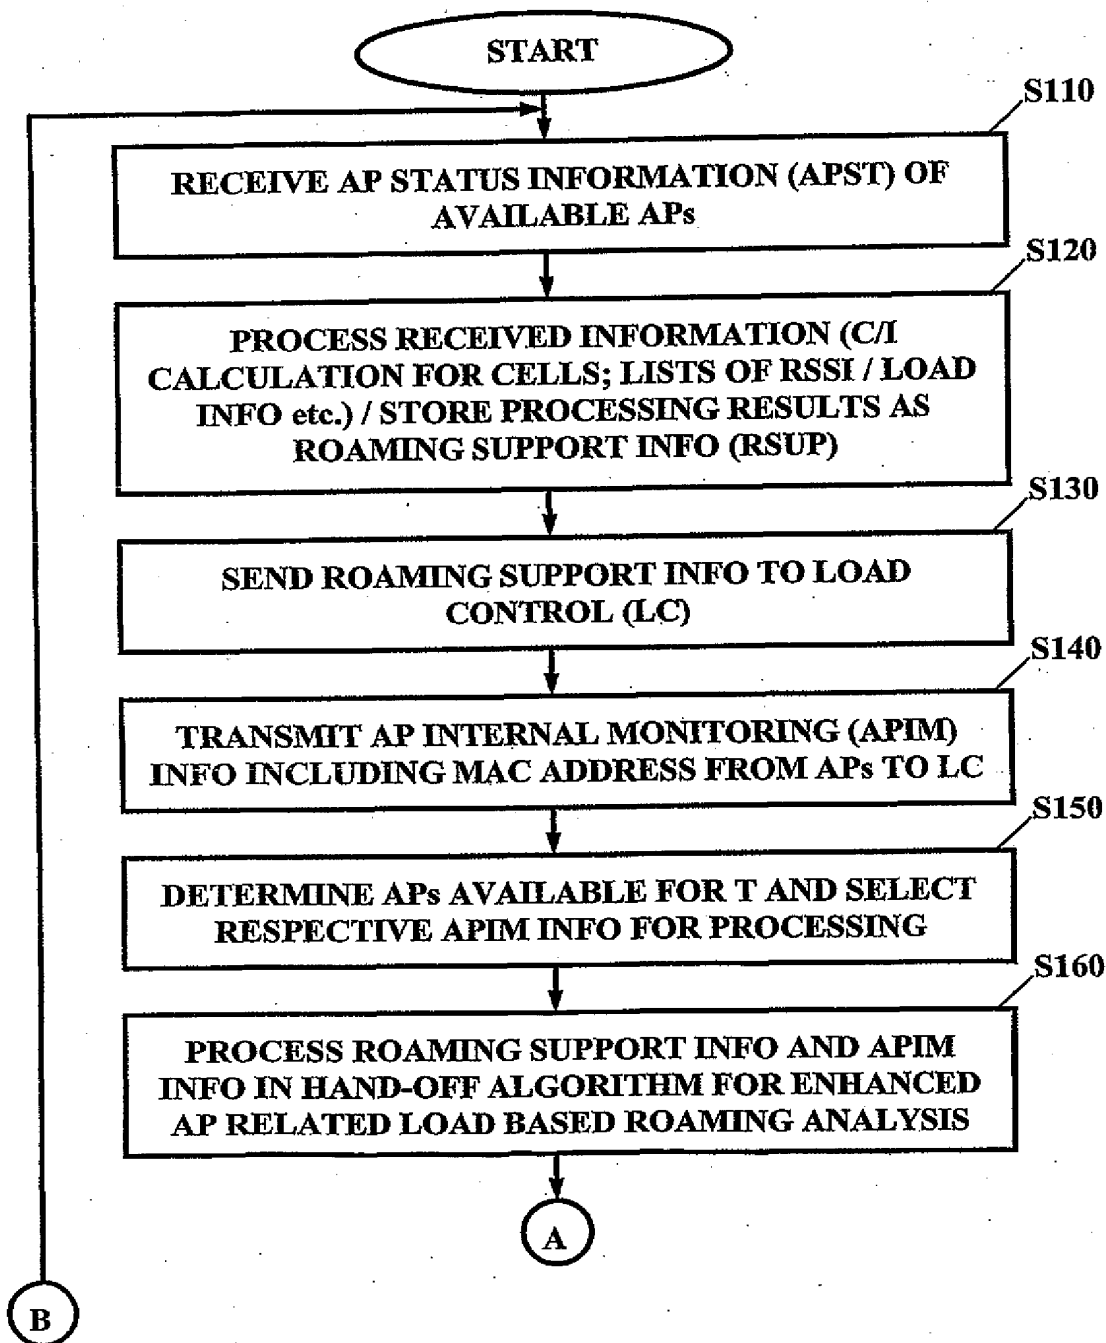 START
S110
RECEIVE AP STATUS INFORMATION (APST) OF
AVAILABLE APs
S120
PROCESS RECEIVED INFORMATION (C/I
CALCULATION FOR CELLS; LISTS OF RSSI / LOAD
INFO etc.) / STORE PROCESSING RESULTS AS
ROAMING SUPPORT INFO (RSUP)
S130
SEND ROAMING SUPPORT INFO TO LOAD
CONTROL (LC)
S140
TRANSMIT AP INTERNAL MONITORING (APIM)
INFO INCLUDING MAC ADDRESS FROM APs TO LC
S150
DETERMINE APs AVAILABLE FOR T AND SELECT
RESPECTIVE APIM INFO FOR PROCESSING
S160
PROCESS ROAMING SUPPORT INFO AND APIM
INFO IN HAND-OFF ALGORITHM FOR ENHANCED
AP RELATED LOAD BASED ROAMING ANALYSIS
A
B